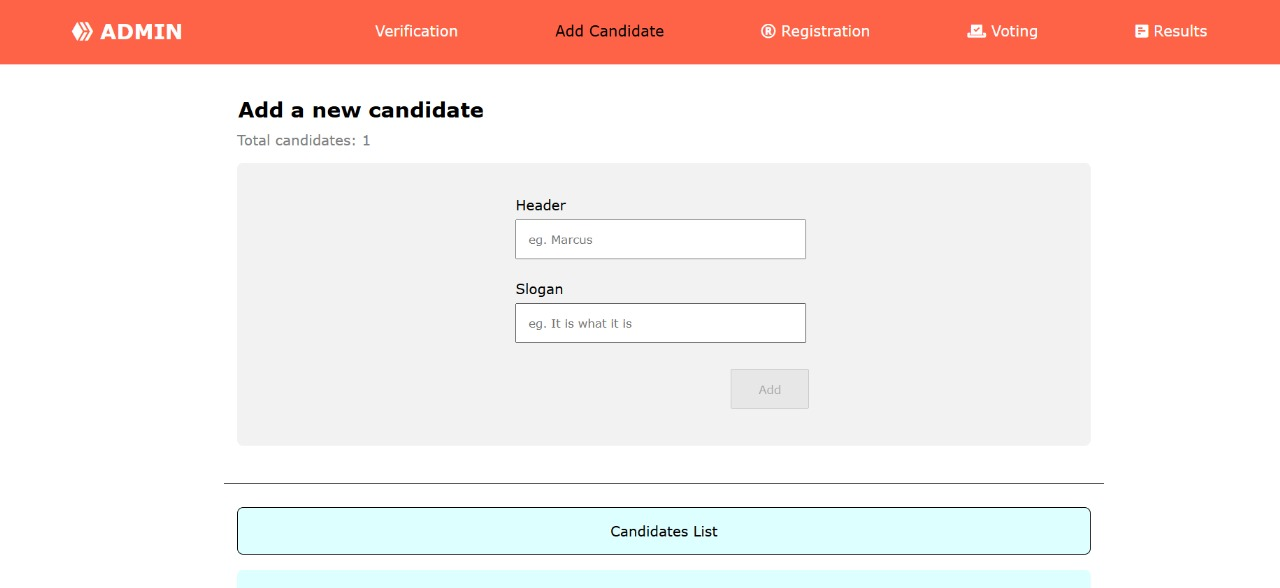 ADMIN Verification Add Candidate ® Registration Voting Results
Add a new candidate
Total candidates: 1
Header
eg. Marcus
Slogan
eg. It is what it is
Add
Candidates List